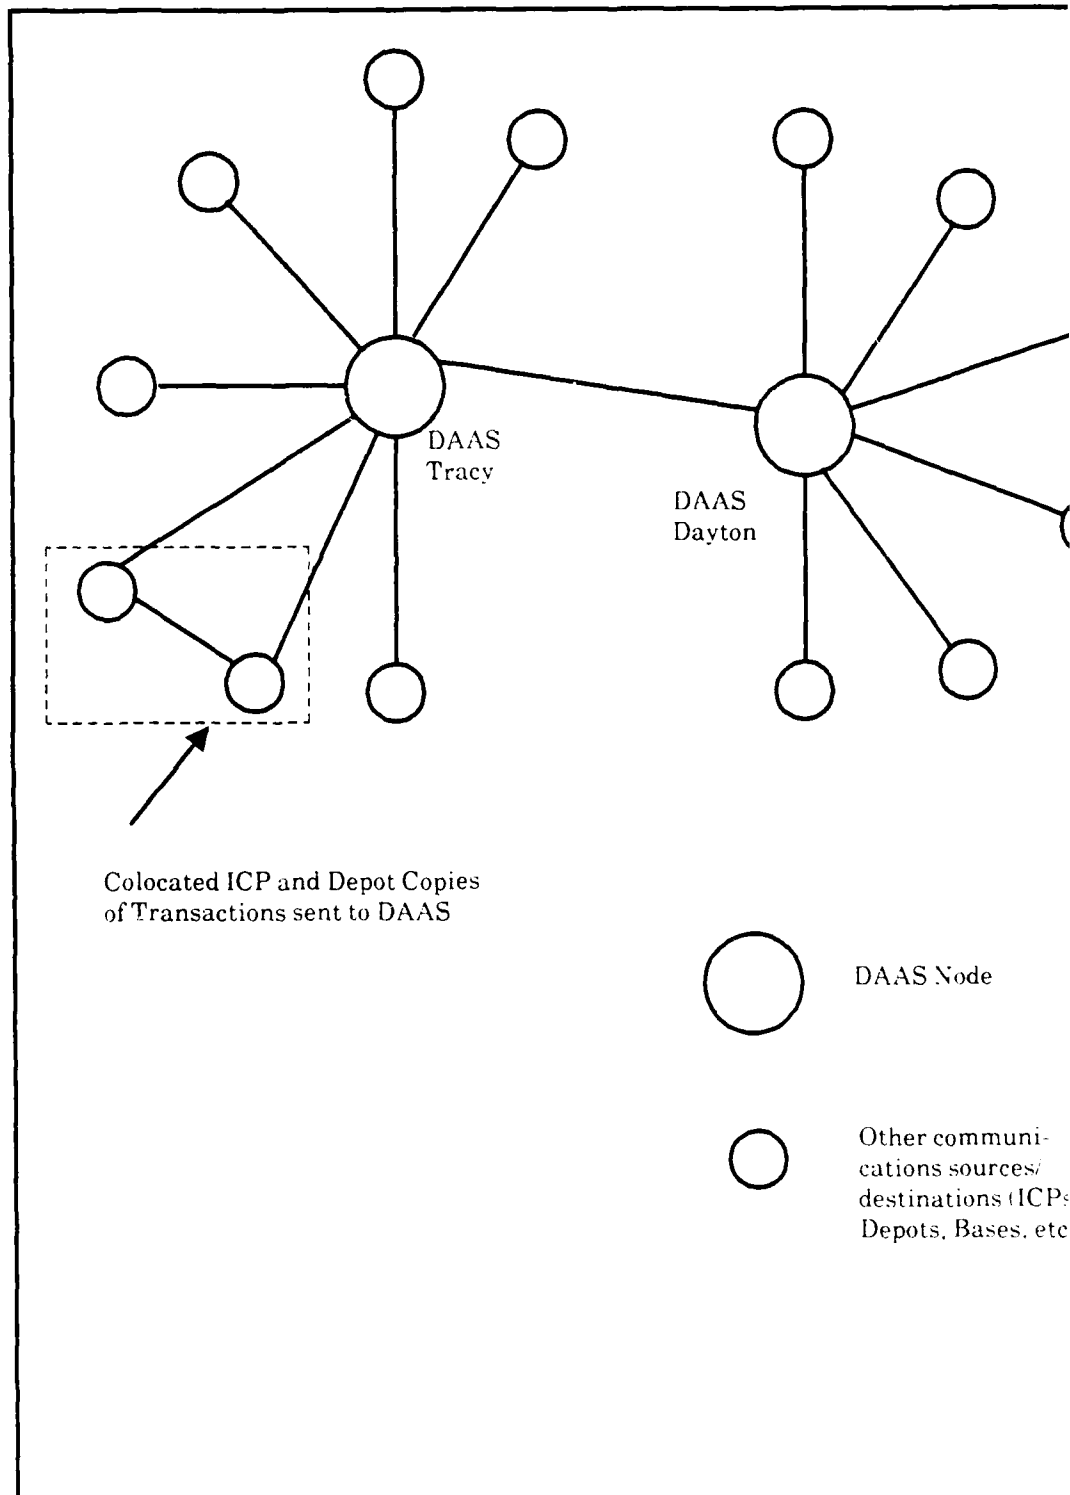 DAAS
Tracy
DAAS
Dayton
Colocated ICP and Depot Copies
of Transactions sent to DAAS
DAAS Node
Other communi-
cations sources/
destinations (ICPs
Depots, Bases, etc